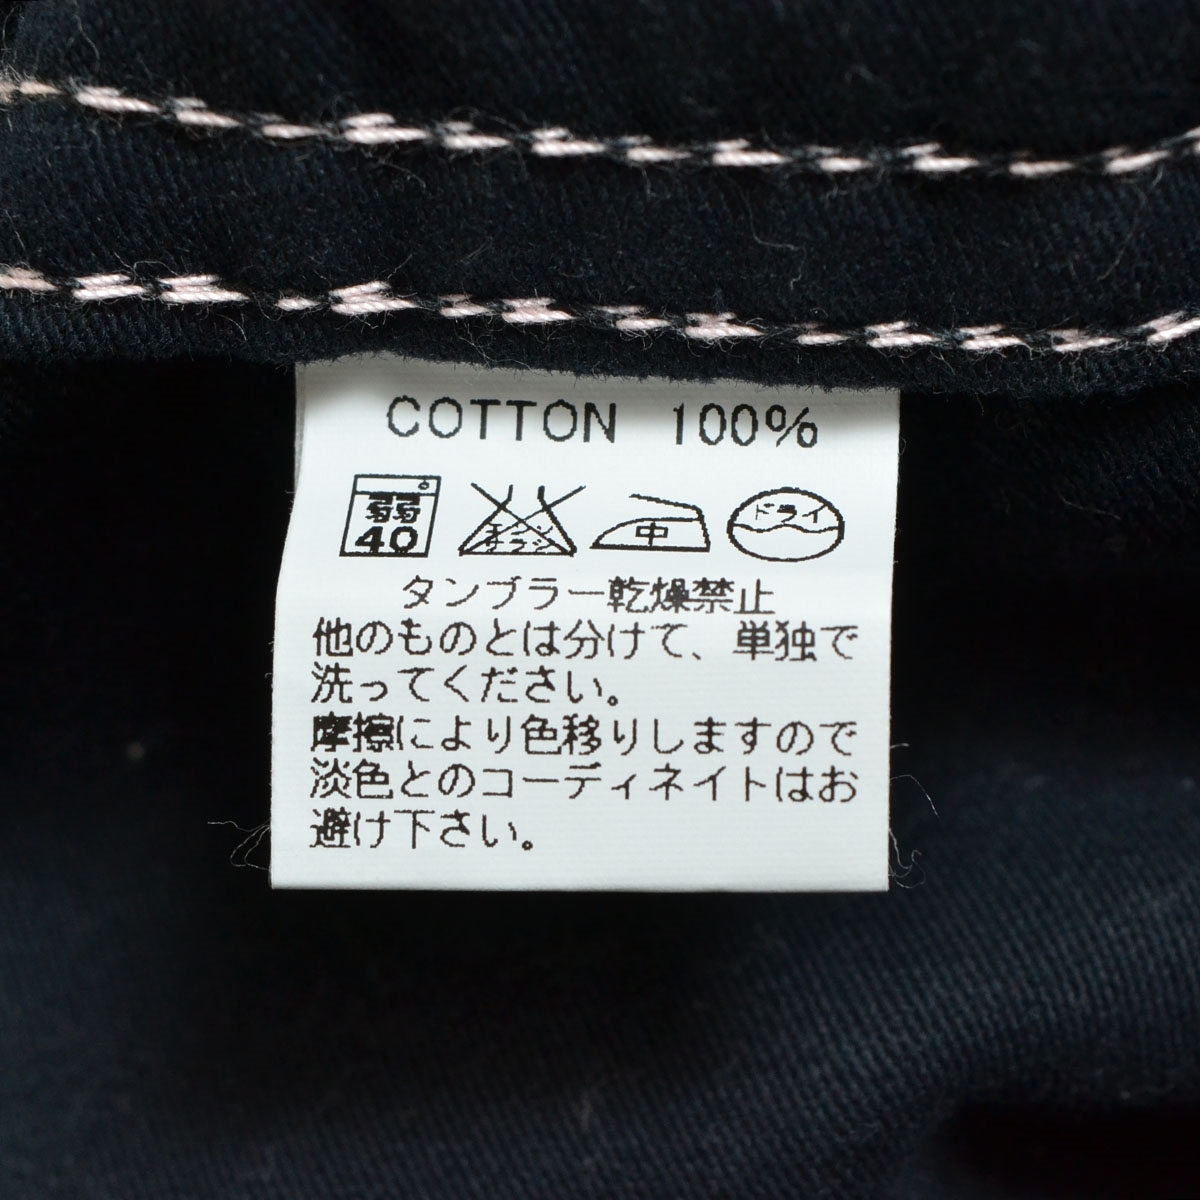 COTTON 100%
弱 40 エンソ サラシ 中 ドライ
タンブラー乾燥禁止
他のものとは分けて、単独で
洗ってください。
摩擦により色移りしますので
淡色とのコーディネイトはお
避け下さい。